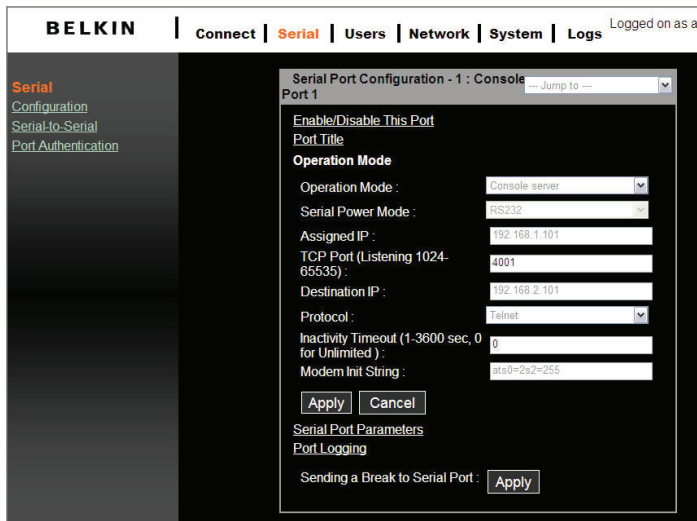 BELKIN
Connect | Serial | Users | Network | System | Logs
Logged on as a
Serial
Configuration
Serial-to-Serial
Port Authentication
Serial Port Configuration - 1 : Console
Port 1
--- Jump to ---
Enable/Disable This Port
Port Title
Operation Mode
Operation Mode : Console server
Serial Power Mode : RS232
Assigned IP : 192.168.1.101
TCP Port (Listening 1024-
65535) : 4001
Destination IP : 192.168.2.101
Protocol : Telnet
Inactivity Timeout (1-3600 sec, 0
for Unlimited ) : 0
Modem Init String : ats0=2s2=255
Apply Cancel
Serial Port Parameters
Port Logging
Sending a Break to Serial Port : Apply